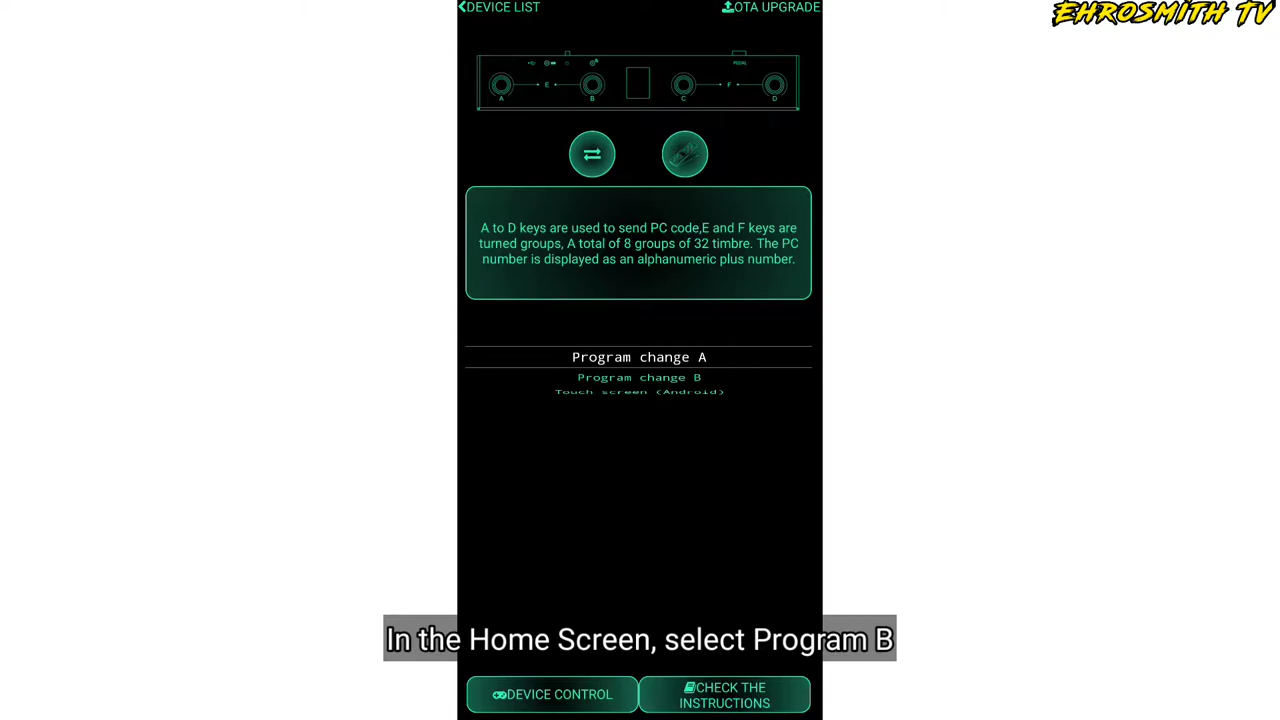 DEVICE LIST
OTA UPGRADE
EHROSMITH TV
PEDAL
E
F
A
B
C
D
A to D keys are used to send PC code,E and F keys are
turned groups, A total of 8 groups of 32 timbre. The PC
number is displayed as an alphanumeric plus number.
Program change A
Program change B
Touch screen (Android)
In the Home Screen, select Program B
DEVICE CONTROL
CHECK THE
INSTRUCTIONS